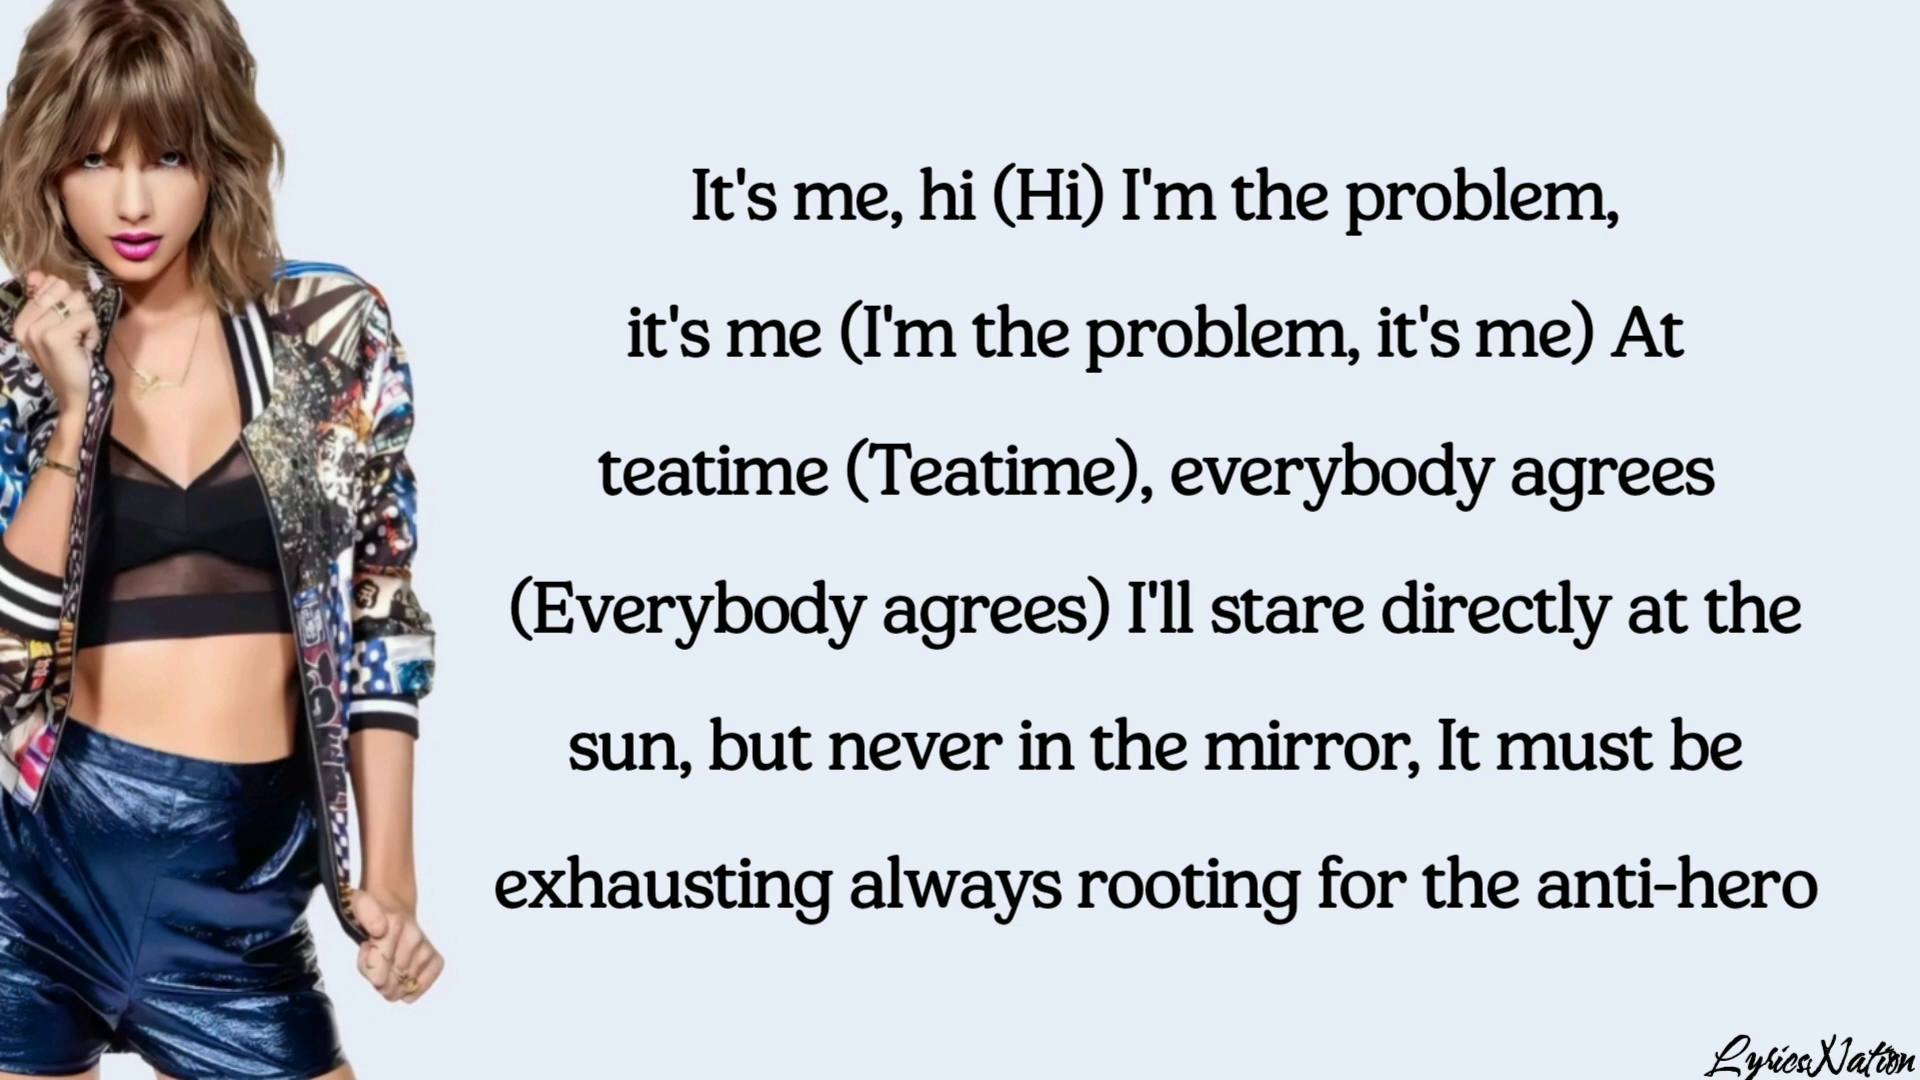 It's me, hi (Hi) I'm the problem,
it's me (I'm the problem, it's me) At
teatime (Teatime), everybody agrees
(Everybody agrees) I'll stare directly at the
sun, but never in the mirror, It must be
exhausting always rooting for the anti-hero
LyricsNation